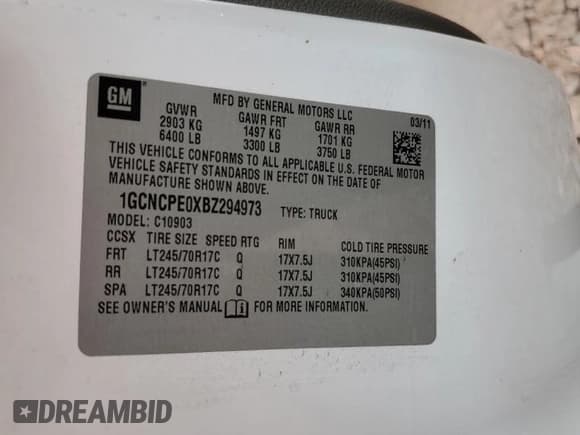 GM
MFD BY GENERAL MOTORS LLC
03/11
GVWR GAWR FRT GAWR RR
2903 KG 1497 KG 1701 KG
6400 LB 3300 LB 3750 LB
THIS VEHICLE CONFORMS TO ALL APPLICABLE U.S. FEDERAL MOTOR
VEHICLE SAFETY STANDARDS IN EFFECT ON THE DATE OF
MANUFACTURE SHOWN ABOVE.
1GCNCPE0XBZ294973 TYPE: TRUCK
MODEL: C10903
CCSX TIRE SIZE SPEED RTG RIM COLD TIRE PRESSURE
FRT LT245/70R17C Q 17X7.5J 310KPA(45PSI)
RR LT245/70R17C Q 17X7.5J 310KPA(45PSI)
SPA LT245/70R17C Q 17X7.5J 340KPA(50PSI)
SEE OWNER'S MANUAL FOR MORE INFORMATION.
DREAMBID